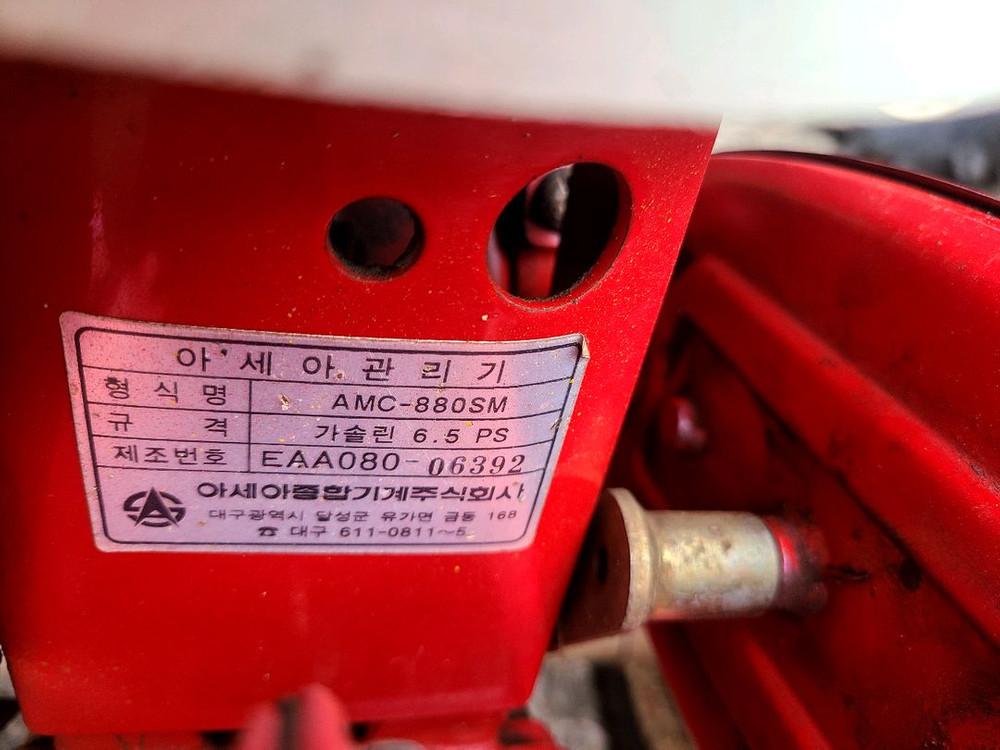 아세아관리기
형식명 AMC-880SM
규격 가솔린 6.5 PS
제조번호 EAA080-06392
아세아종합기계주식회사
대구광역시 달성군 유가면 금동 168
☎ 대구 611-0811~5